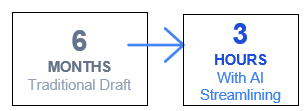 6
MONTHS
Traditional Draft
3
HOURS
With AI
Streamlining